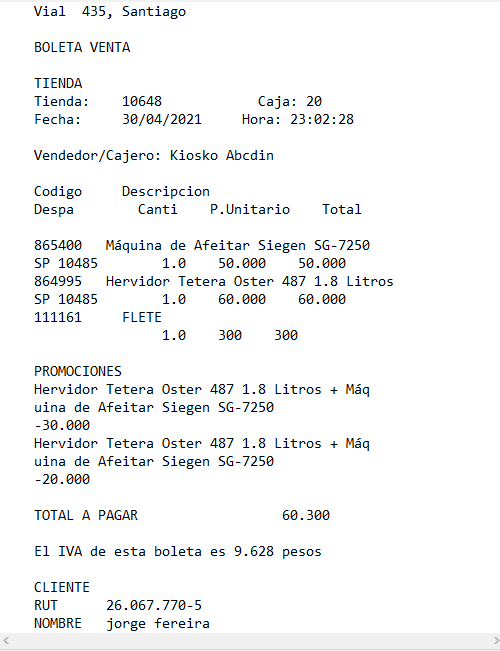 Vial 435, Santiago
BOLETA VENTA
TIENDA
Tienda: 10648 Caja: 20
Fecha: 30/04/2021 Hora: 23:02:28
Vendedor/Cajero: Kiosko Abcdin
Codigo Descripcion
Despa Canti P.Unitario Total
865400 Máquina de Afeitar Siegen SG-7250
SP 10485 1.0 50.000 50.000
864995 Hervidor Tetera Oster 487 1.8 Litros
SP 10485 1.0 60.000 60.000
111161 FLETE
1.0 300 300
PROMOCIONES
Hervidor Tetera Oster 487 1.8 Litros + Máq
uina de Afeitar Siegen SG-7250
-30.000
Hervidor Tetera Oster 487 1.8 Litros + Máq
uina de Afeitar Siegen SG-7250
-20.000
TOTAL A PAGAR 60.300
El IVA de esta boleta es 9.628 pesos
CLIENTE
RUT 26.067.770-5
NOMBRE jorge fereira